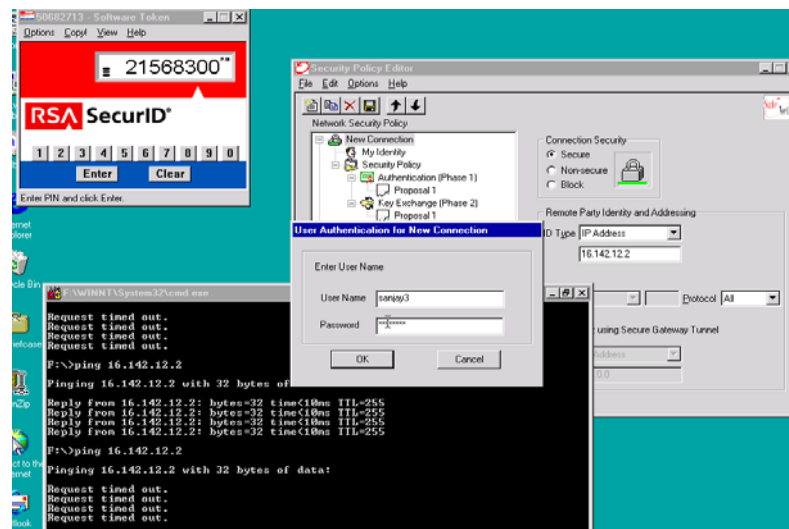 50682713 - Software Token
Options Copy View Help
21568300
RSA SecurID®
1 2 3 4 5 6 7 8 9 0
Enter Clear
Enter PIN and click Enter.
Security Policy Editor
File Edit Options Help
Network Security Policy
New Connection
My Identity
Security Policy
Authentication (Phase 1)
Proposal 1
Key Exchange (Phase 2)
Proposal 1
Connection Security
Secure
Non-secure
Block
Remote Party Identity and Addressing
ID Type IP Address
16.142.12.2
Protocol All
using Secure Gateway Tunnel
Address
User Authentication for New Connection
Enter User Name
User Name sanjay3
Password
OK Cancel
F:\WINNT\System32\cmd.exe
Request timed out.
Request timed out.
Request timed out.
Request timed out.
F:\>ping 16.142.12.2
Pinging 16.142.12.2 with 32 bytes of
Reply from 16.142.12.2: bytes=32 time<10ms TTL=255
Reply from 16.142.12.2: bytes=32 time<10ms TTL=255
Reply from 16.142.12.2: bytes=32 time<10ms TTL=255
Reply from 16.142.12.2: bytes=32 time<10ms TTL=255
F:\>ping 16.142.12.2
Pinging 16.142.12.2 with 32 bytes of data:
Request timed out.
Request timed out.
Request timed out.
Request timed out.